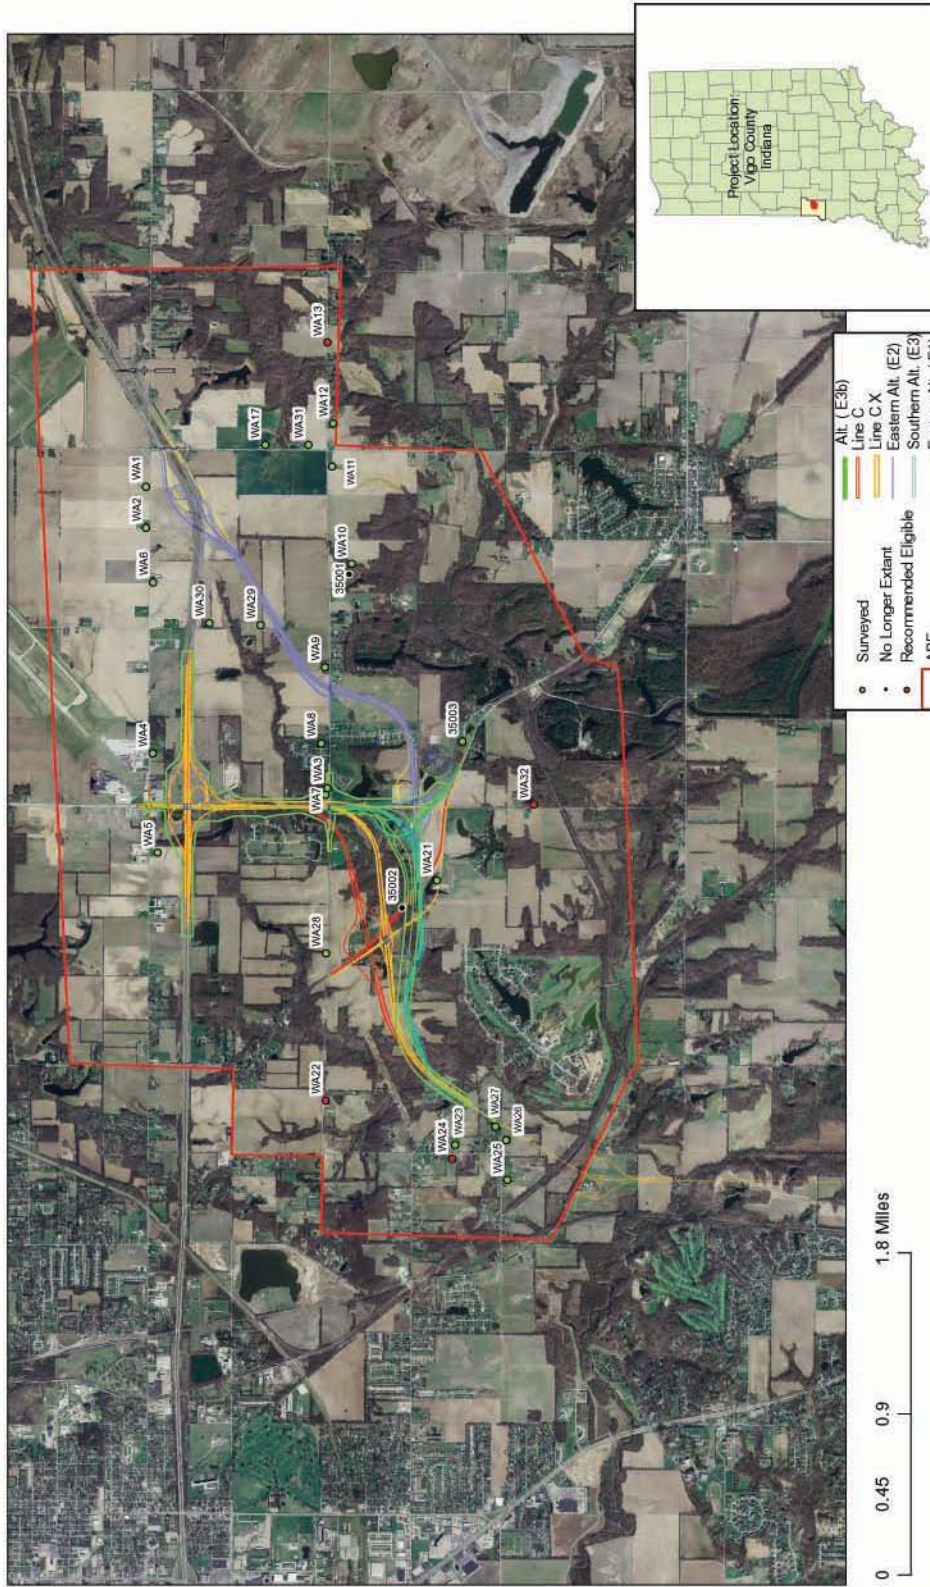 WA1
WA2
WA6
WA30
WA29
WA17
WA31
WA13
WA12
WA11
WA10
35001
WA9
WA8
WA3
WA7
WA4
WA5
35003
WA32
WA21
35002
WA28
WA22
WA24
WA23
WA27
WA26
WA25
Project Location:
Vigo County
Indiana
Surveyed
No Longer Extant
Recommended Eligible
APE
Alt. ( E3b)
Line C
Line CX
Eastern Alt. (E2)
Southern Alt. (E3)
0 0.45 0.9 1.8 Miles